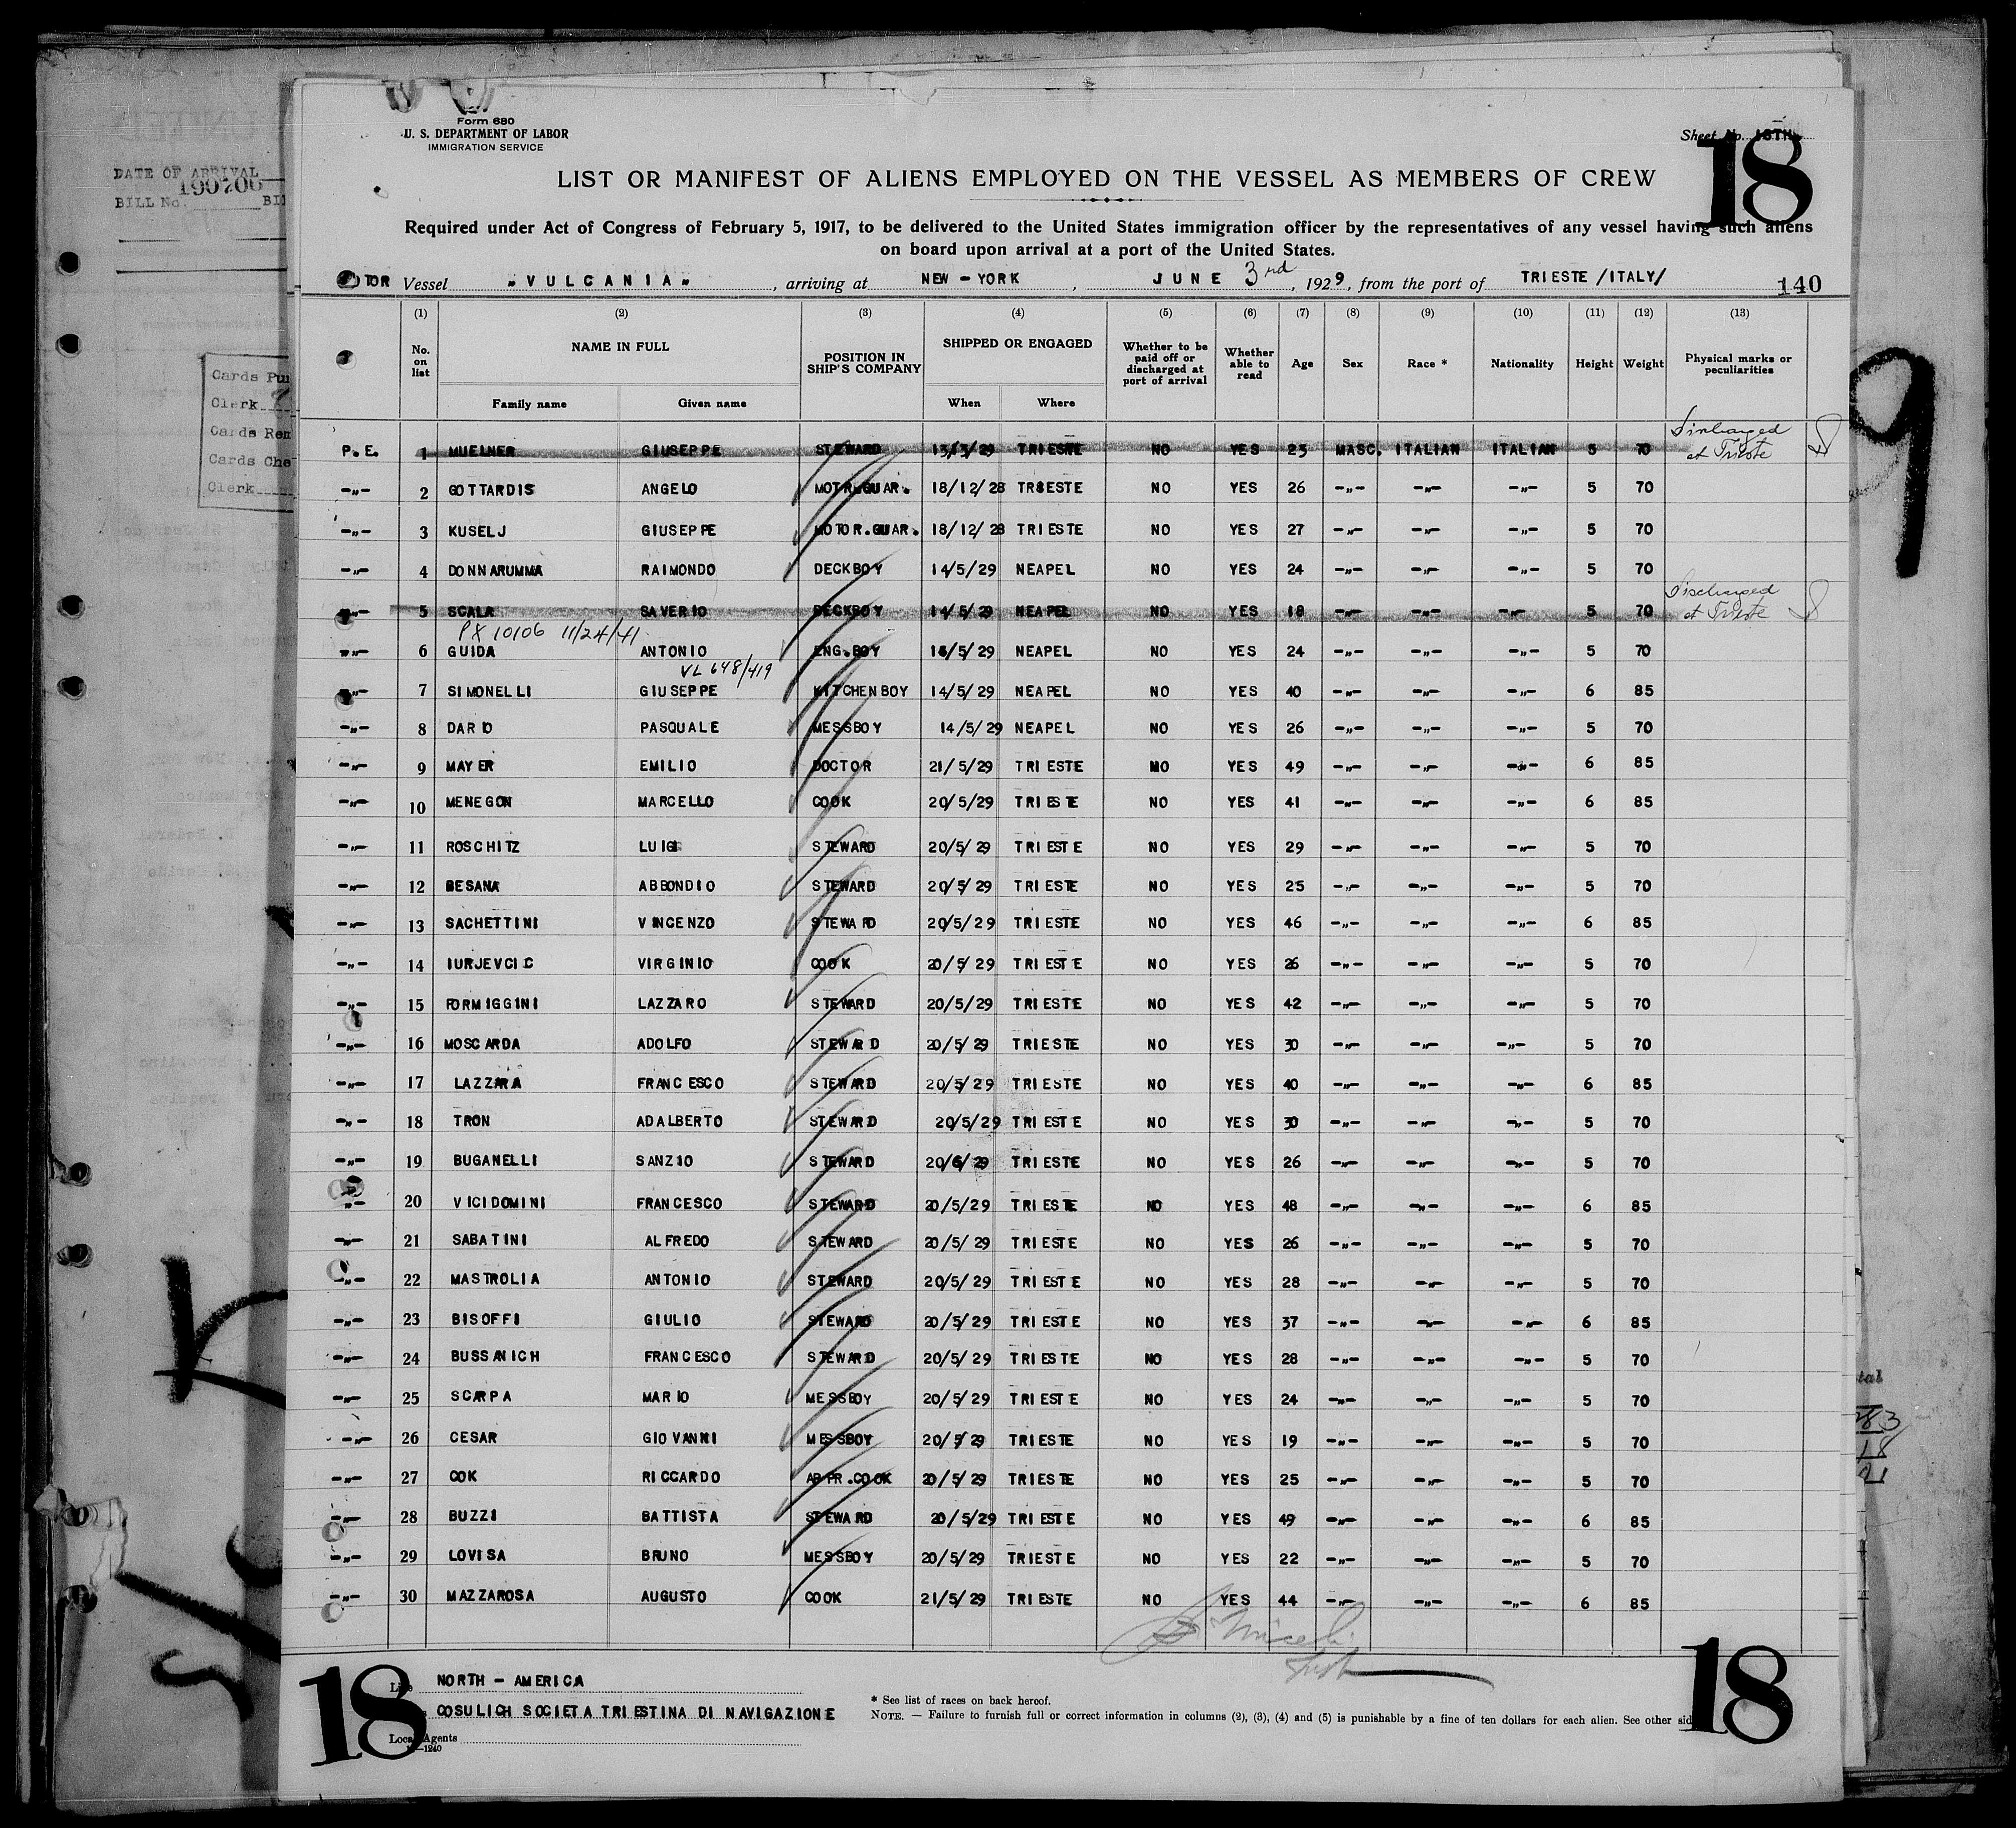 Form 680
U. S. DEPARTMENT OF LABOR
IMMIGRATION SERVICE
Sheet No. 18TH
18
LIST OR MANIFEST OF ALIENS EMPLOYED ON THE VESSEL AS MEMBERS OF CREW
Required under Act of Congress of February 5, 1917, to be delivered to the United States immigration officer by the representatives of any vessel having such aliens
on board upon arrival at a port of the United States.
TOR Vessel „VULCANIA„, arriving at NEW-YORK, JUNE 3rd, 1929, from the port of TRIESTE /ITALY/ 140
(1) (2) (3) (4) (5) (6) (7) (8) (9) (10) (11) (12) (13)
No. on list NAME IN FULL Family name Given name POSITION IN SHIP'S COMPANY SHIPPED OR ENGAGED When Where Whether to be paid off or discharged at port of arrival Whether able to read Age Sex Race * Nationality Height Weight Physical marks or peculiarities
P.E. 1 MUELNER GIUSEPPE STEWARD 13/3/29 TRIESTE NO YES 23 MASC. ITALIAN ITALIAN 5 70 Discharged at Trieste
-„- 2 GOTTARDIS ANGELO MOTR.GUAR. 18/12/28 TRSESTE NO YES 26 -„- -„- -„- 5 70
-„- 3 KUSELJ GIUSEPPE MOTOR.GUAR. 18/12/28 TRIESTE NO YES 27 -„- -„- -„- 5 70
-„- 4 DONNARUMMA RAIMONDO DECKBOY 14/5/29 NEAPEL NO YES 24 -„- -„- -„- 5 70
-„- 5 SCALA SAVERIO DECKBOY 14/5/29 NEAPEL NO YES 18 -„- -„- -„- 5 70 Discharged at Trieste
PX 10106 11/24/41
-„- 6 GUIDA ANTONIO ENG.BOY 14/5/29 NEAPEL NO YES 24 -„- -„- -„- 5 70
VL 648/419
-„- 7 SIMONELLI GIUSEPPE KITCHENBOY 14/5/29 NEAPEL NO YES 40 -„- -„- -„- 6 85
-„- 8 DARIO PASQUALE MESSBOY 14/5/29 NEAPEL NO YES 26 -„- -„- -„- 5 70
-„- 9 MAYER EMILIO DOCTOR 21/5/29 TRIESTE NO YES 49 -„- -„- -„- 6 85
-„- 10 MENEGON MARCELLO COOK 20/5/29 TRIESTE NO YES 41 -„- -„- -„- 6 85
-„- 11 ROSCHITZ LUIGI STEWARD 20/5/29 TRIESTE NO YES 29 -„- -„- -„- 5 70
-„- 12 BESANA ABBONDIO STEWARD 20/5/29 TRIESTE NO YES 25 -„- -„- -„- 5 70
-„- 13 SACHETTINI VINCENZO STEWARD 20/5/29 TRIESTE NO YES 46 -„- -„- -„- 6 85
-„- 14 IURJEVCIC VIRGINIO COOK 20/5/29 TRIESTE NO YES 26 -„- -„- -„- 5 70
-„- 15 FORMIGGINI LAZZARO STEWARD 20/5/29 TRIESTE NO YES 42 -„- -„- -„- 5 70
-„- 16 MOSCARDA ADOLFO STEWARD 20/5/29 TRIESTE NO YES 30 -„- -„- -„- 5 70
-„- 17 LAZZARA FRANCESCO STEWARD 20/5/29 TRIESTE NO YES 40 -„- -„- -„- 6 85
-„- 18 TRON ADALBERTO STEWARD 20/5/29 TRIESTE NO YES 30 -„- -„- -„- 5 70
-„- 19 BUGANELLI SANZIO STEWARD 20/6/29 TRIESTE NO YES 26 -„- -„- -„- 5 70
-„- 20 VICIDOMINI FRANCESCO STEWARD 20/5/29 TRIESTE NO YES 48 -„- -„- -„- 6 85
-„- 21 SABATINI ALFREDO STEWARD 20/5/29 TRIESTE NO YES 26 -„- -„- -„- 5 70
-„- 22 MASTROLIA ANTONIO STEWARD 20/5/29 TRIESTE NO YES 28 -„- -„- -„- 5 70
-„- 23 BISOFFI GIULIO STEWARD 20/5/29 TRIESTE NO YES 37 -„- -„- -„- 6 85
-„- 24 BUSSANICH FRANCESCO STEWARD 20/5/29 TRIESTE NO YES 28 -„- -„- -„- 5 70
-„- 25 SCARPA MARIO MESSBOY 20/5/29 TRIESTE NO YES 24 -„- -„- -„- 5 70
-„- 26 CESAR GIOVANNI MESSBOY 20/5/29 TRIESTE NO YES 19 -„- -„- -„- 5 70
-„- 27 COK RICCARDO APPR.COOK 20/5/29 TRIESTE NO YES 25 -„- -„- -„- 5 70
-„- 28 BUZZI BATTISTA STEWARD 20/5/29 TRIESTE NO YES 49 -„- -„- -„- 6 85
-„- 29 LOVISA BRUNO MESSBOY 20/5/29 TRIESTE NO YES 22 -„- -„- -„- 5 70
-„- 30 MAZZAROSA AUGUSTO COOK 21/5/29 TRIESTE NO YES 44 -„- -„- -„- 6 85
18
Line NORTH-AMERICA
COSULICH SOCIETA TRIESTINA DI NAVIGAZIONE
Local Agents
—1240
* See list of races on back hereof.
NOTE. — Failure to furnish full or correct information in columns (2), (3), (4) and (5) is punishable by a fine of ten dollars for each alien. See other sid
18
DATE OF ARRIVAL
190706
BILL No.
Cards Pun
Clerk
Cards Rem
Cards Che
Clerk
9